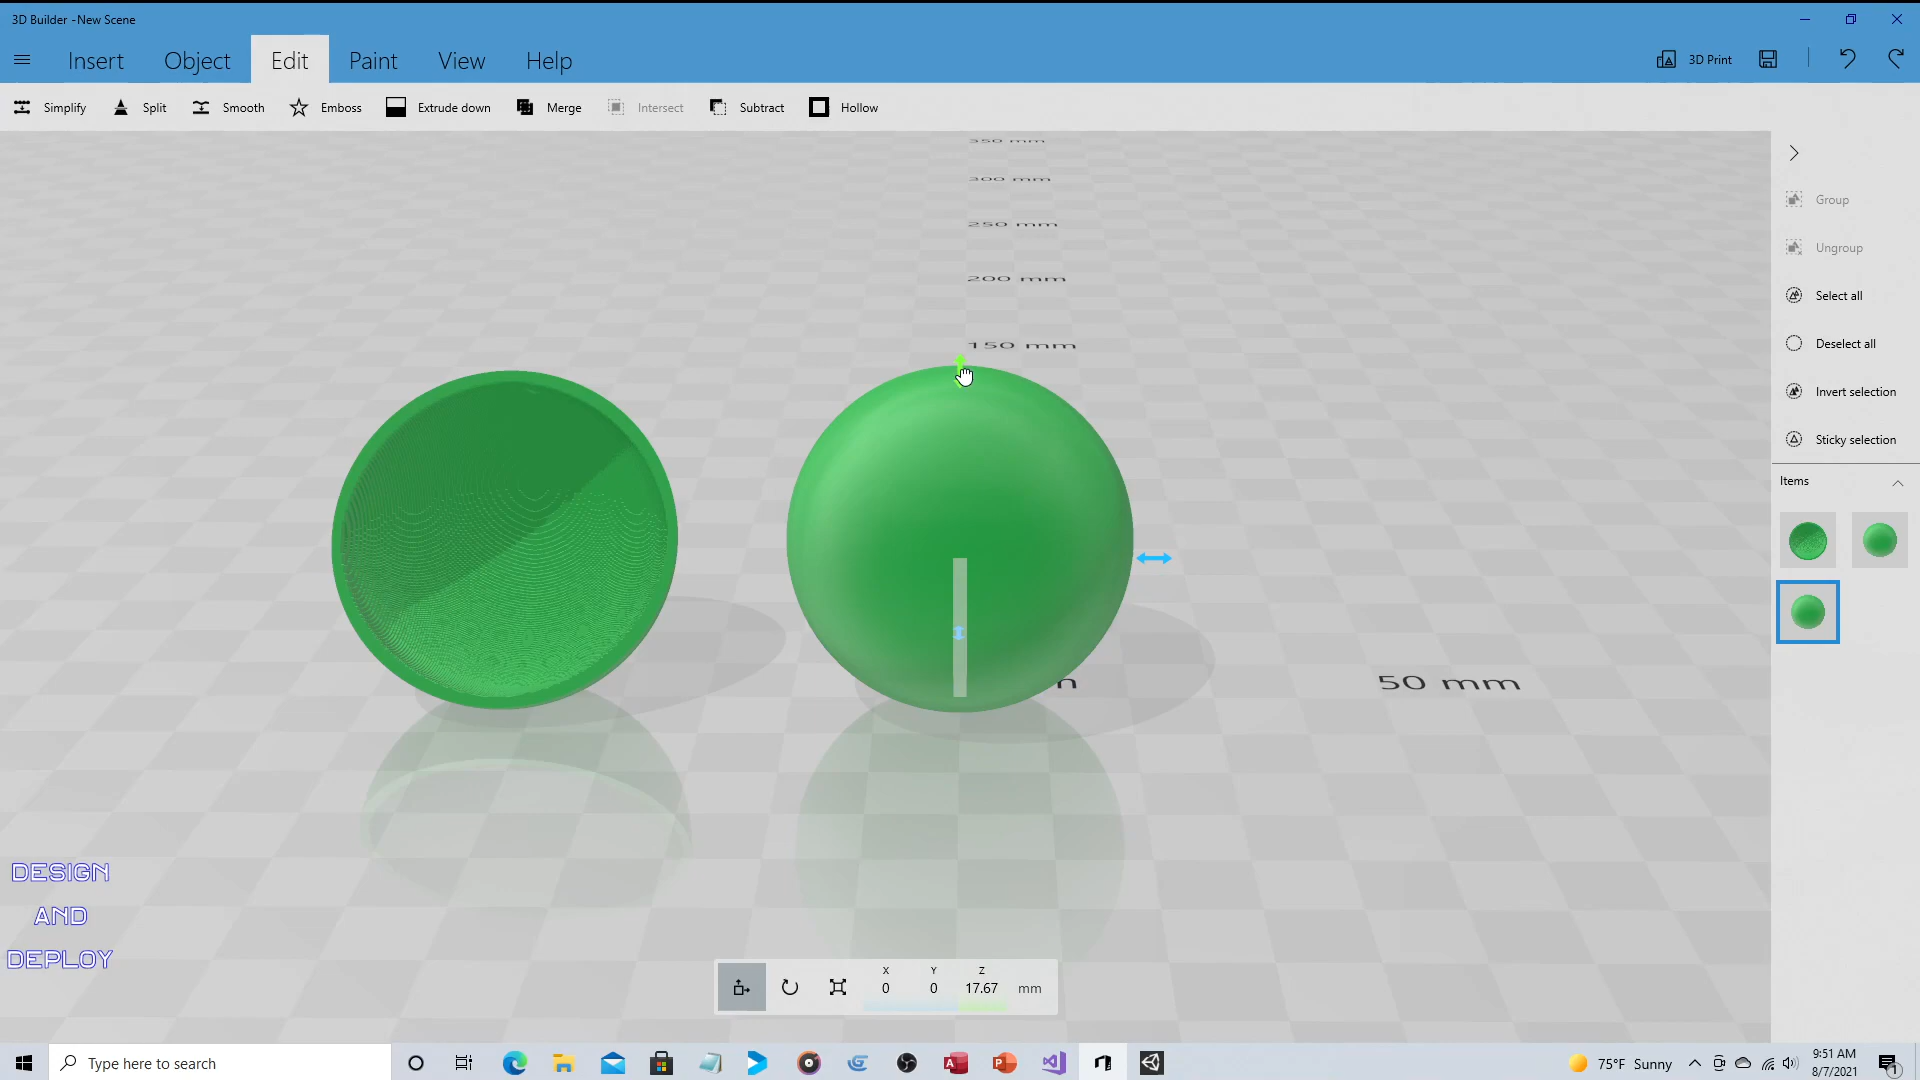 3D Builder -New Scene
Insert Object Edit Paint View Help
3D Print
Simplify Split Smooth Emboss Extrude down Merge Intersect Subtract Hollow
350 mm
300 mm
250 mm
200 mm
150 mm
50 mm
Group
Ungroup
Select all
Deselect all
Invert selection
Sticky selection
Items
DESIGN
AND
DEPLOY
X Y Z
0 0 17.67 mm
Type here to search
75°F Sunny
9:51 AM
8/7/2021
1